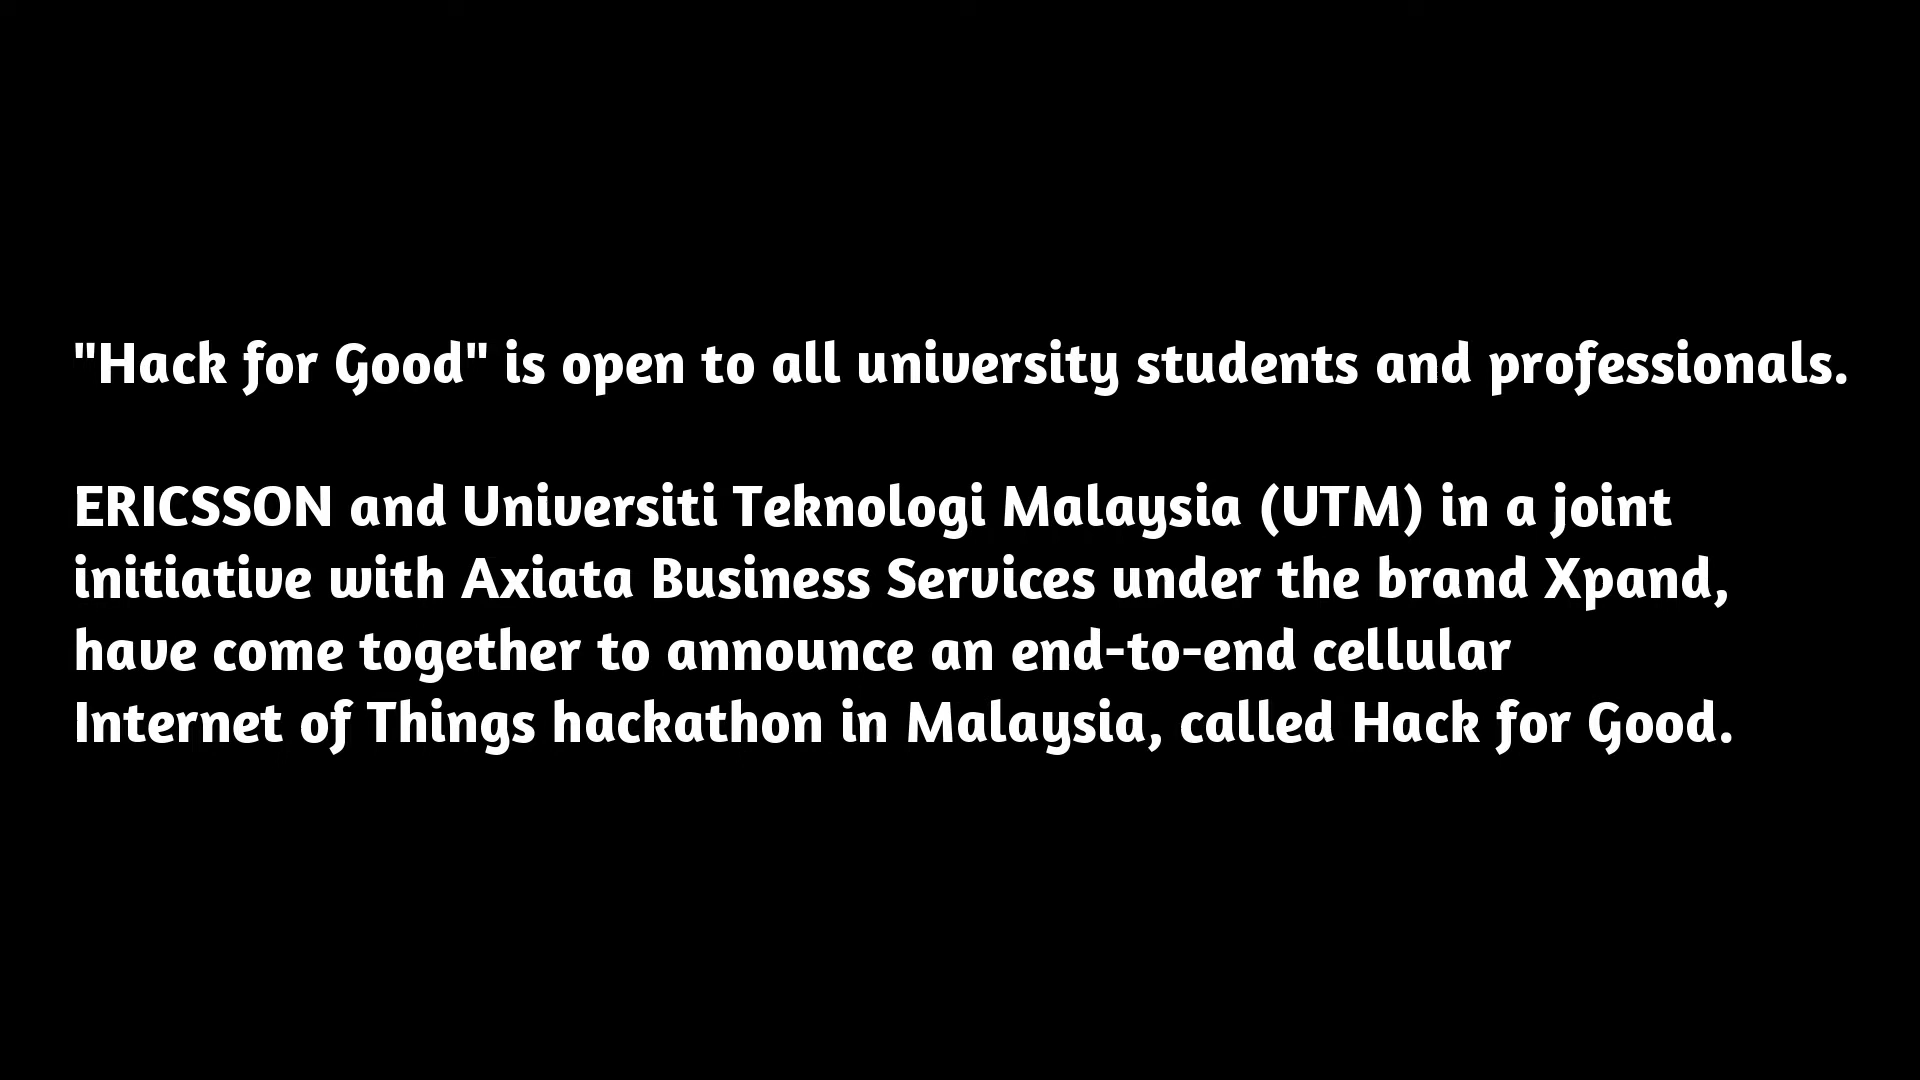 "Hack for Good" is open to all university students and professionals.
ERICSSON and Universiti Teknologi Malaysia (UTM) in a joint
initiative with Axiata Business Services under the brand Xpand,
have come together to announce an end-to-end cellular
Internet of Things hackathon in Malaysia, called Hack for Good.